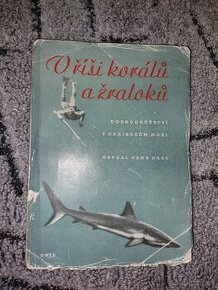 V říši korálů
a žraloků
DOBRODRUŽSTVÍ
V KARIBSKÉM MOŘI
NAPSAL HANS HASS